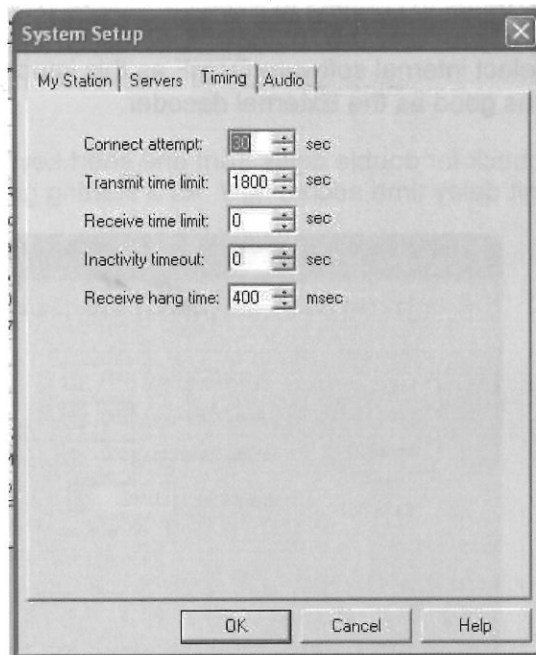 System Setup
My Station Servers Timing Audio
Connect attempt: 30 sec
Transmit time limit: 1800 sec
Receive time limit: 0 sec
Inactivity timeout: 0 sec
Receive hang time: 400 msec
OK Cancel Help